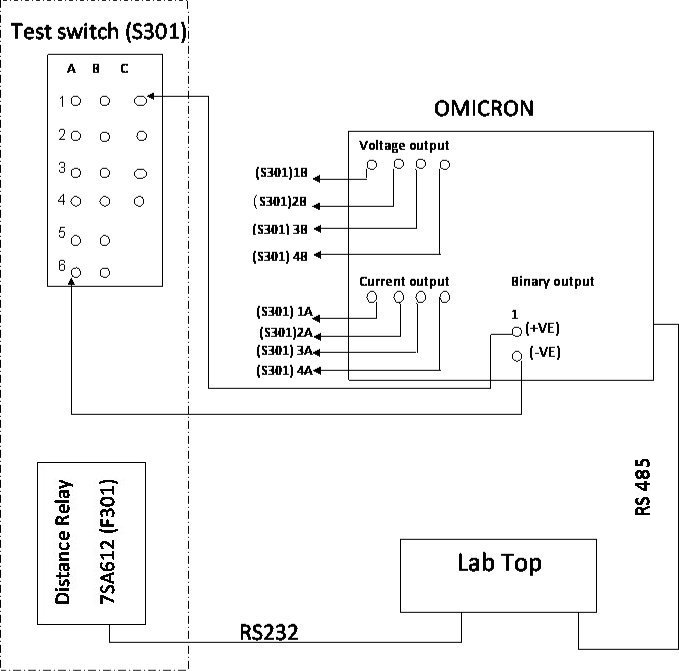 Test switch (S301)
A B C
1
2
3
4
5
6
OMICRON
Voltage output
(S301)1B
(S301)2B
(S301) 3B
(S301) 4B
Current output
Binary output
(S301) 1A
(S301)2A
(S301) 3A
(S301) 4A
1
(+VE)
(-VE)
Distance Relay
7SA612 (F301)
RS 485
Lab Top
RS232